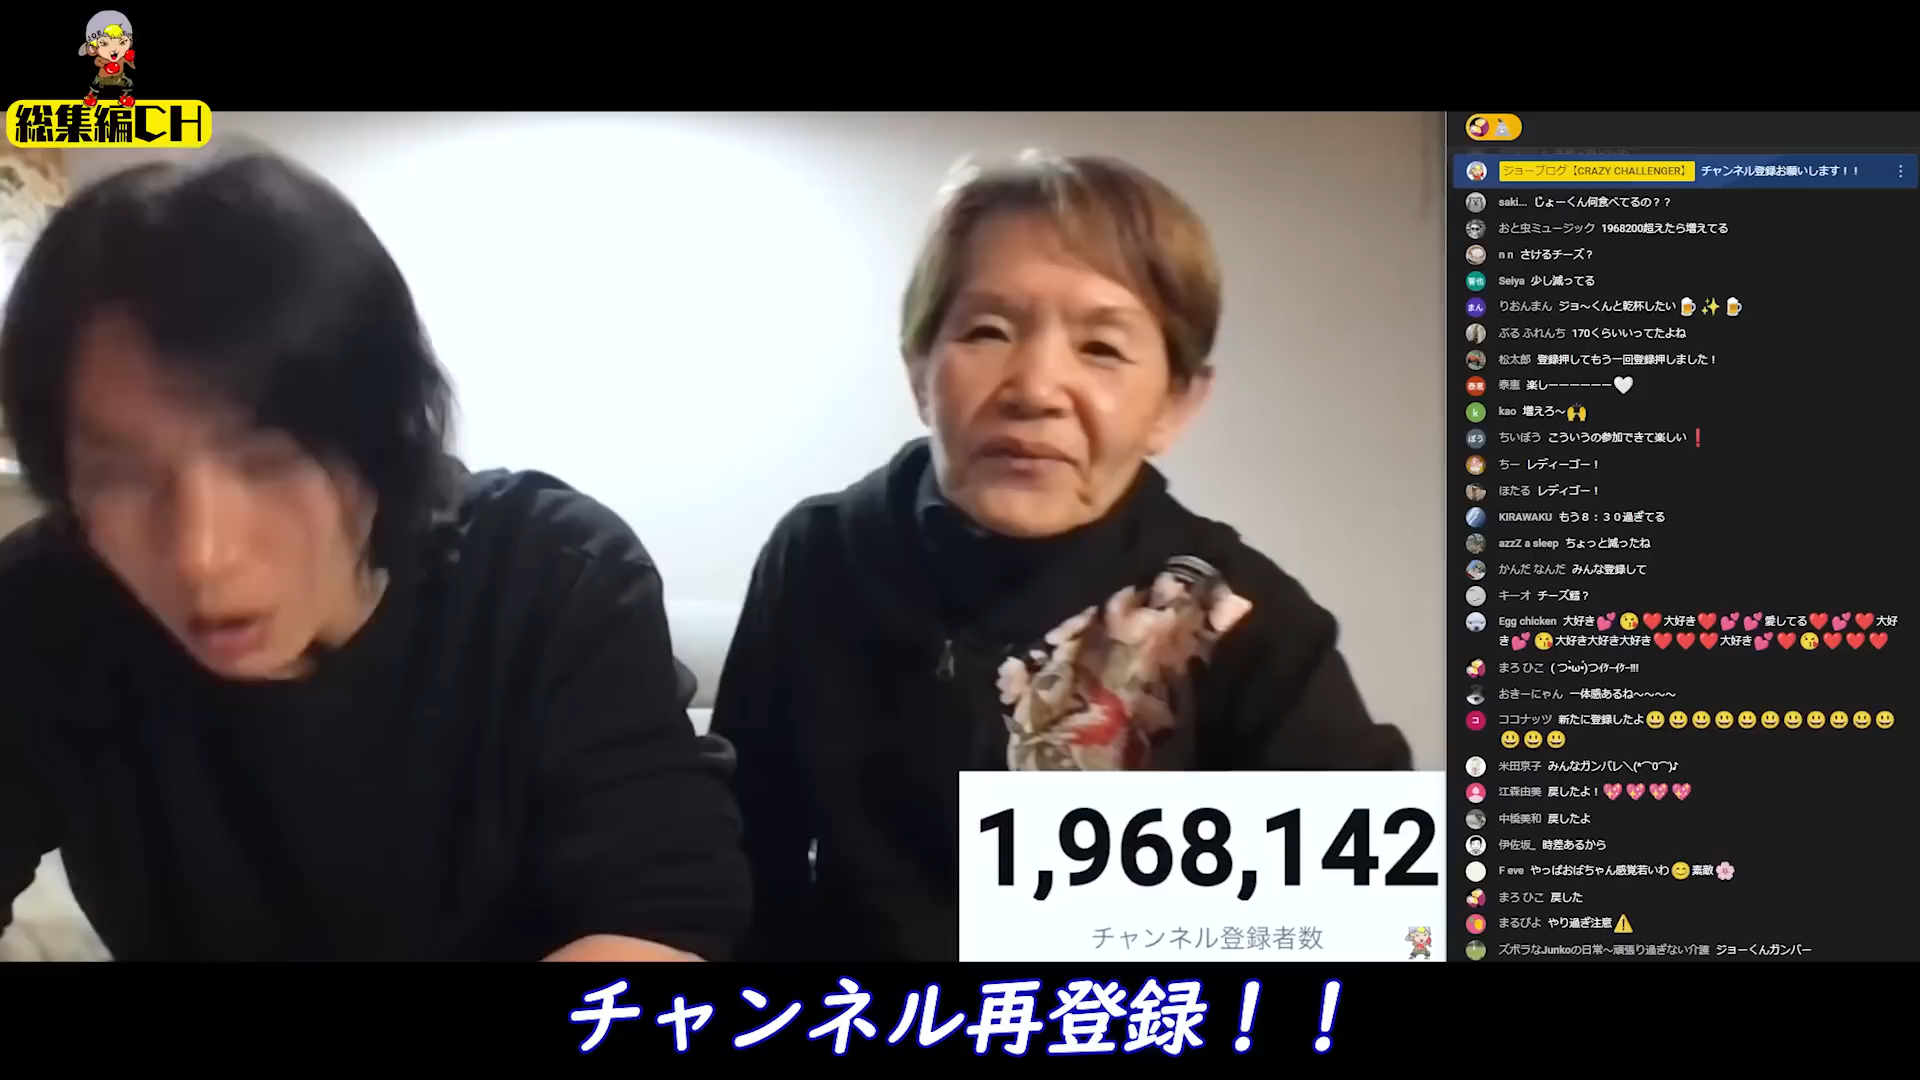 総集編CH
ジョーブログ【CRAZY CHALLENGER】 チャンネル登録お願いします！！
saki... じょーくん何食べてるの？？
おと虫ミュージック 1968200超えたら増えてる
n n さけるチーズ？
Seiya 少し減ってる
りおんまん ジョ〜くんと乾杯したい🍺✨🍺
ぶる ふれんち 170くらいいってたよね
松太郎 登録押してもう一回登録押しました！
泰恵 楽しーーーーーー🤍
kao 増えろ〜🙌
ちいぼう こういうの参加できて楽しい❗
ちー レディーゴー！
ほたる レディゴー！
KIRAWAKU もう８：３０過ぎてる
azzZ a sleep ちょっと減ったね
かんだ なんだ みんな登録して
キーオ チーズ鱈？
Egg chicken 大好き💕😘❤️大好き❤️💕💕愛してる❤️💕❤️大好
き💕😘大好き大好き大好き❤️❤️❤️大好き💕❤️😘❤️❤️❤️
まろ ひこ
おきーにゃん 一体感あるね〜〜〜〜
ココナッツ 新たに登録したよ😃😃😃😃😃😃😃😃😃😃😃
😃😃😃
米田京子 みんなガンバレ＼(*⌒0⌒)♪
江森由美 戻したよ！💖💖💖💖
中橋美和 戻したよ
伊佐坂_ 時差あるから
F eve やっぱおばちゃん感覚若いわ😊素敵🌸
まろ ひこ 戻した
まるぴよ やり過ぎ注意⚠️
ズボラなJunkoの日常〜頑張り過ぎない介護 ジョーくんガンバー
1,968,142
チャンネル登録者数
チャンネル再登録！！